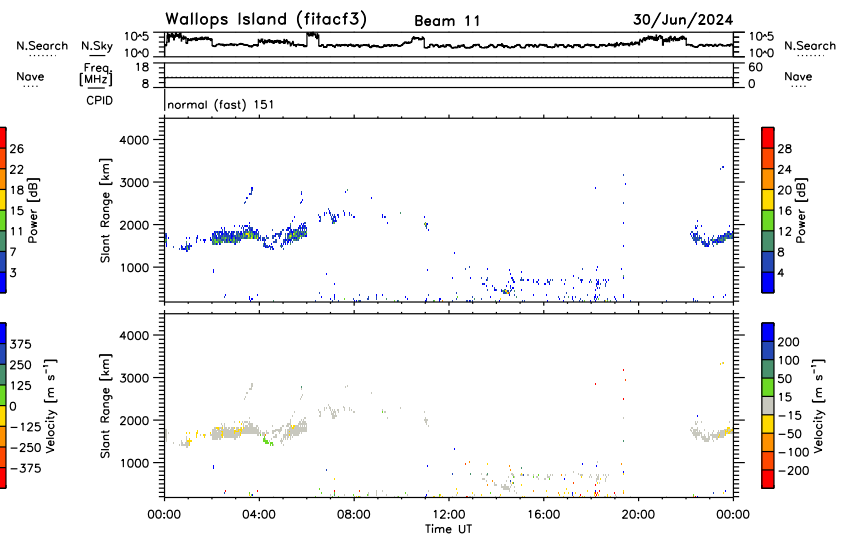 Wallops Island (fitacf3) Beam 11 30/Jun/2024
N.Search N.Sky 10^5 10^0 10^5 10^0 N.Search
Nave Freq. [MHz] 18 8 60 0 Nave
CPID normal (fast) 151
Power [dB] 26 22 18 15 11 7 3
Slant Range [km] 4000 3000 2000 1000
28 24 20 16 12 8 4 Power [dB]
375 250 125 0 −125 −250 −375 Velocity [m s⁻¹]
Slant Range [km] 4000 3000 2000 1000
200 100 50 15 −15 −50 −100 −200 Velocity [m s⁻¹]
00:00 04:00 08:00 12:00 16:00 20:00 00:00
Time UT